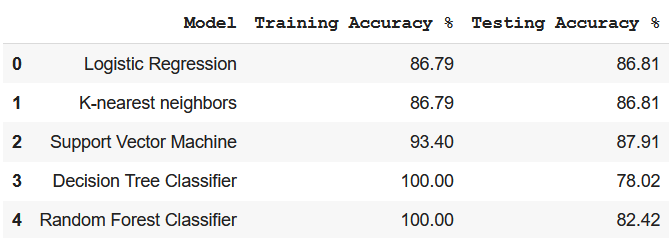 Model Training Accuracy % Testing Accuracy %
0 Logistic Regression 86.79 86.81
1 K-nearest neighbors 86.79 86.81
2 Support Vector Machine 93.40 87.91
3 Decision Tree Classifier 100.00 78.02
4 Random Forest Classifier 100.00 82.42